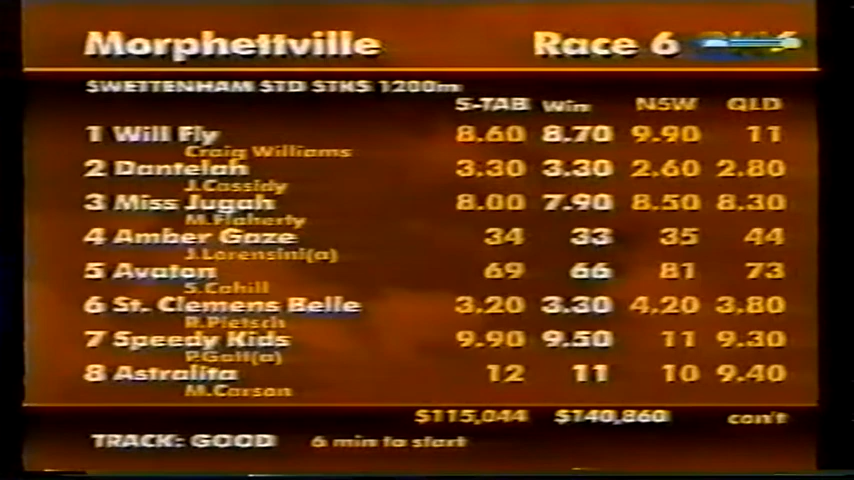 Morphettville Race 6
SWETTENHAM STD STKS 1200m
S-TAB Win NSW QLD
1 Will Fly 8.60 8.70 9.90 11
Craig Williams
2 Dantelah 3.30 3.30 2.60 2.80
J.Cassidy
3 Miss Jugah 8.00 7.90 8.50 8.30
M.Flaherty
4 Amber Gaze 34 33 35 44
J.Lorensini(a)
5 Avalon 69 66 81 73
S.Cahill
6 St. Clemens Belle 3.20 3.30 4.20 3.80
R.Pietsch
7 Speedy Kids 9.90 9.50 11 9.30
P.Gall(a)
8 Astralita 12 11 10 9.40
M.Carson
$115,044 $140,860 con't
TRACK: GOOD 6 min to start